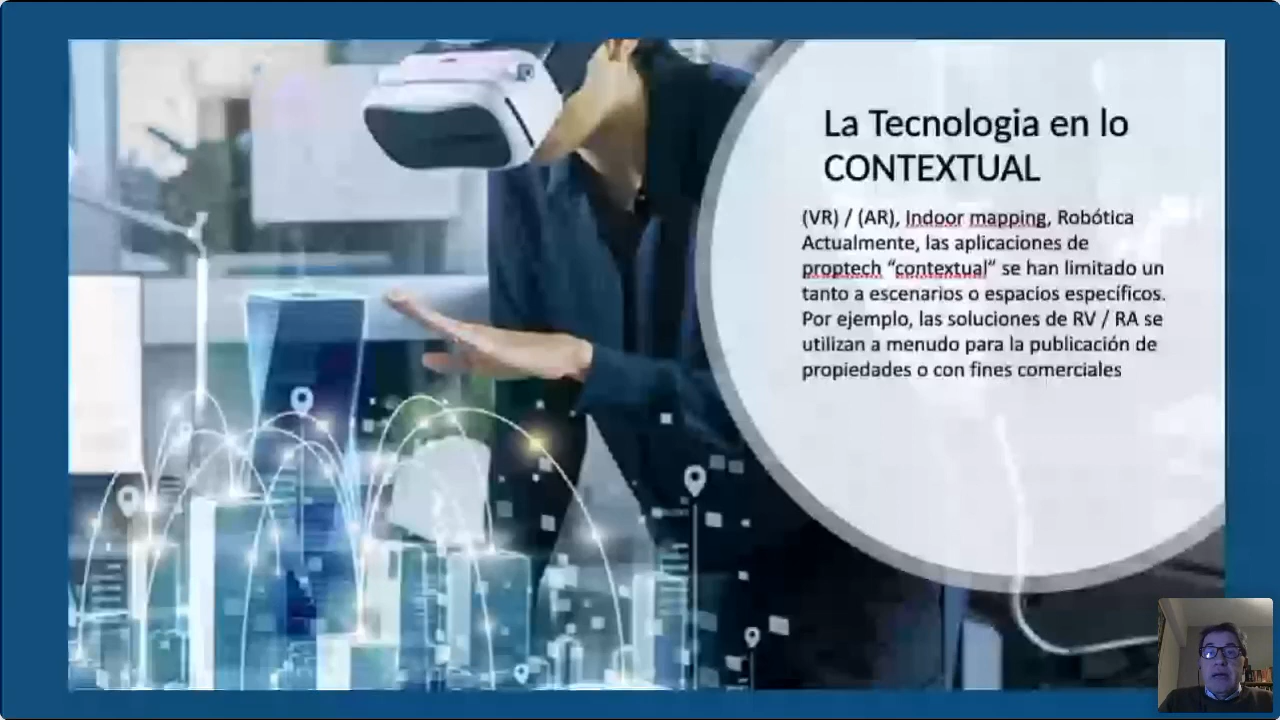 La Tecnologia en lo
CONTEXTUAL
(VR) / (AR), Indoor mapping, Robótica
Actualmente, las aplicaciones de
proptech “contextual” se han limitado un
tanto a escenarios o espacios específicos.
Por ejemplo, las soluciones de RV / RA se
utilizan a menudo para la publicación de
propiedades o con fines comerciales